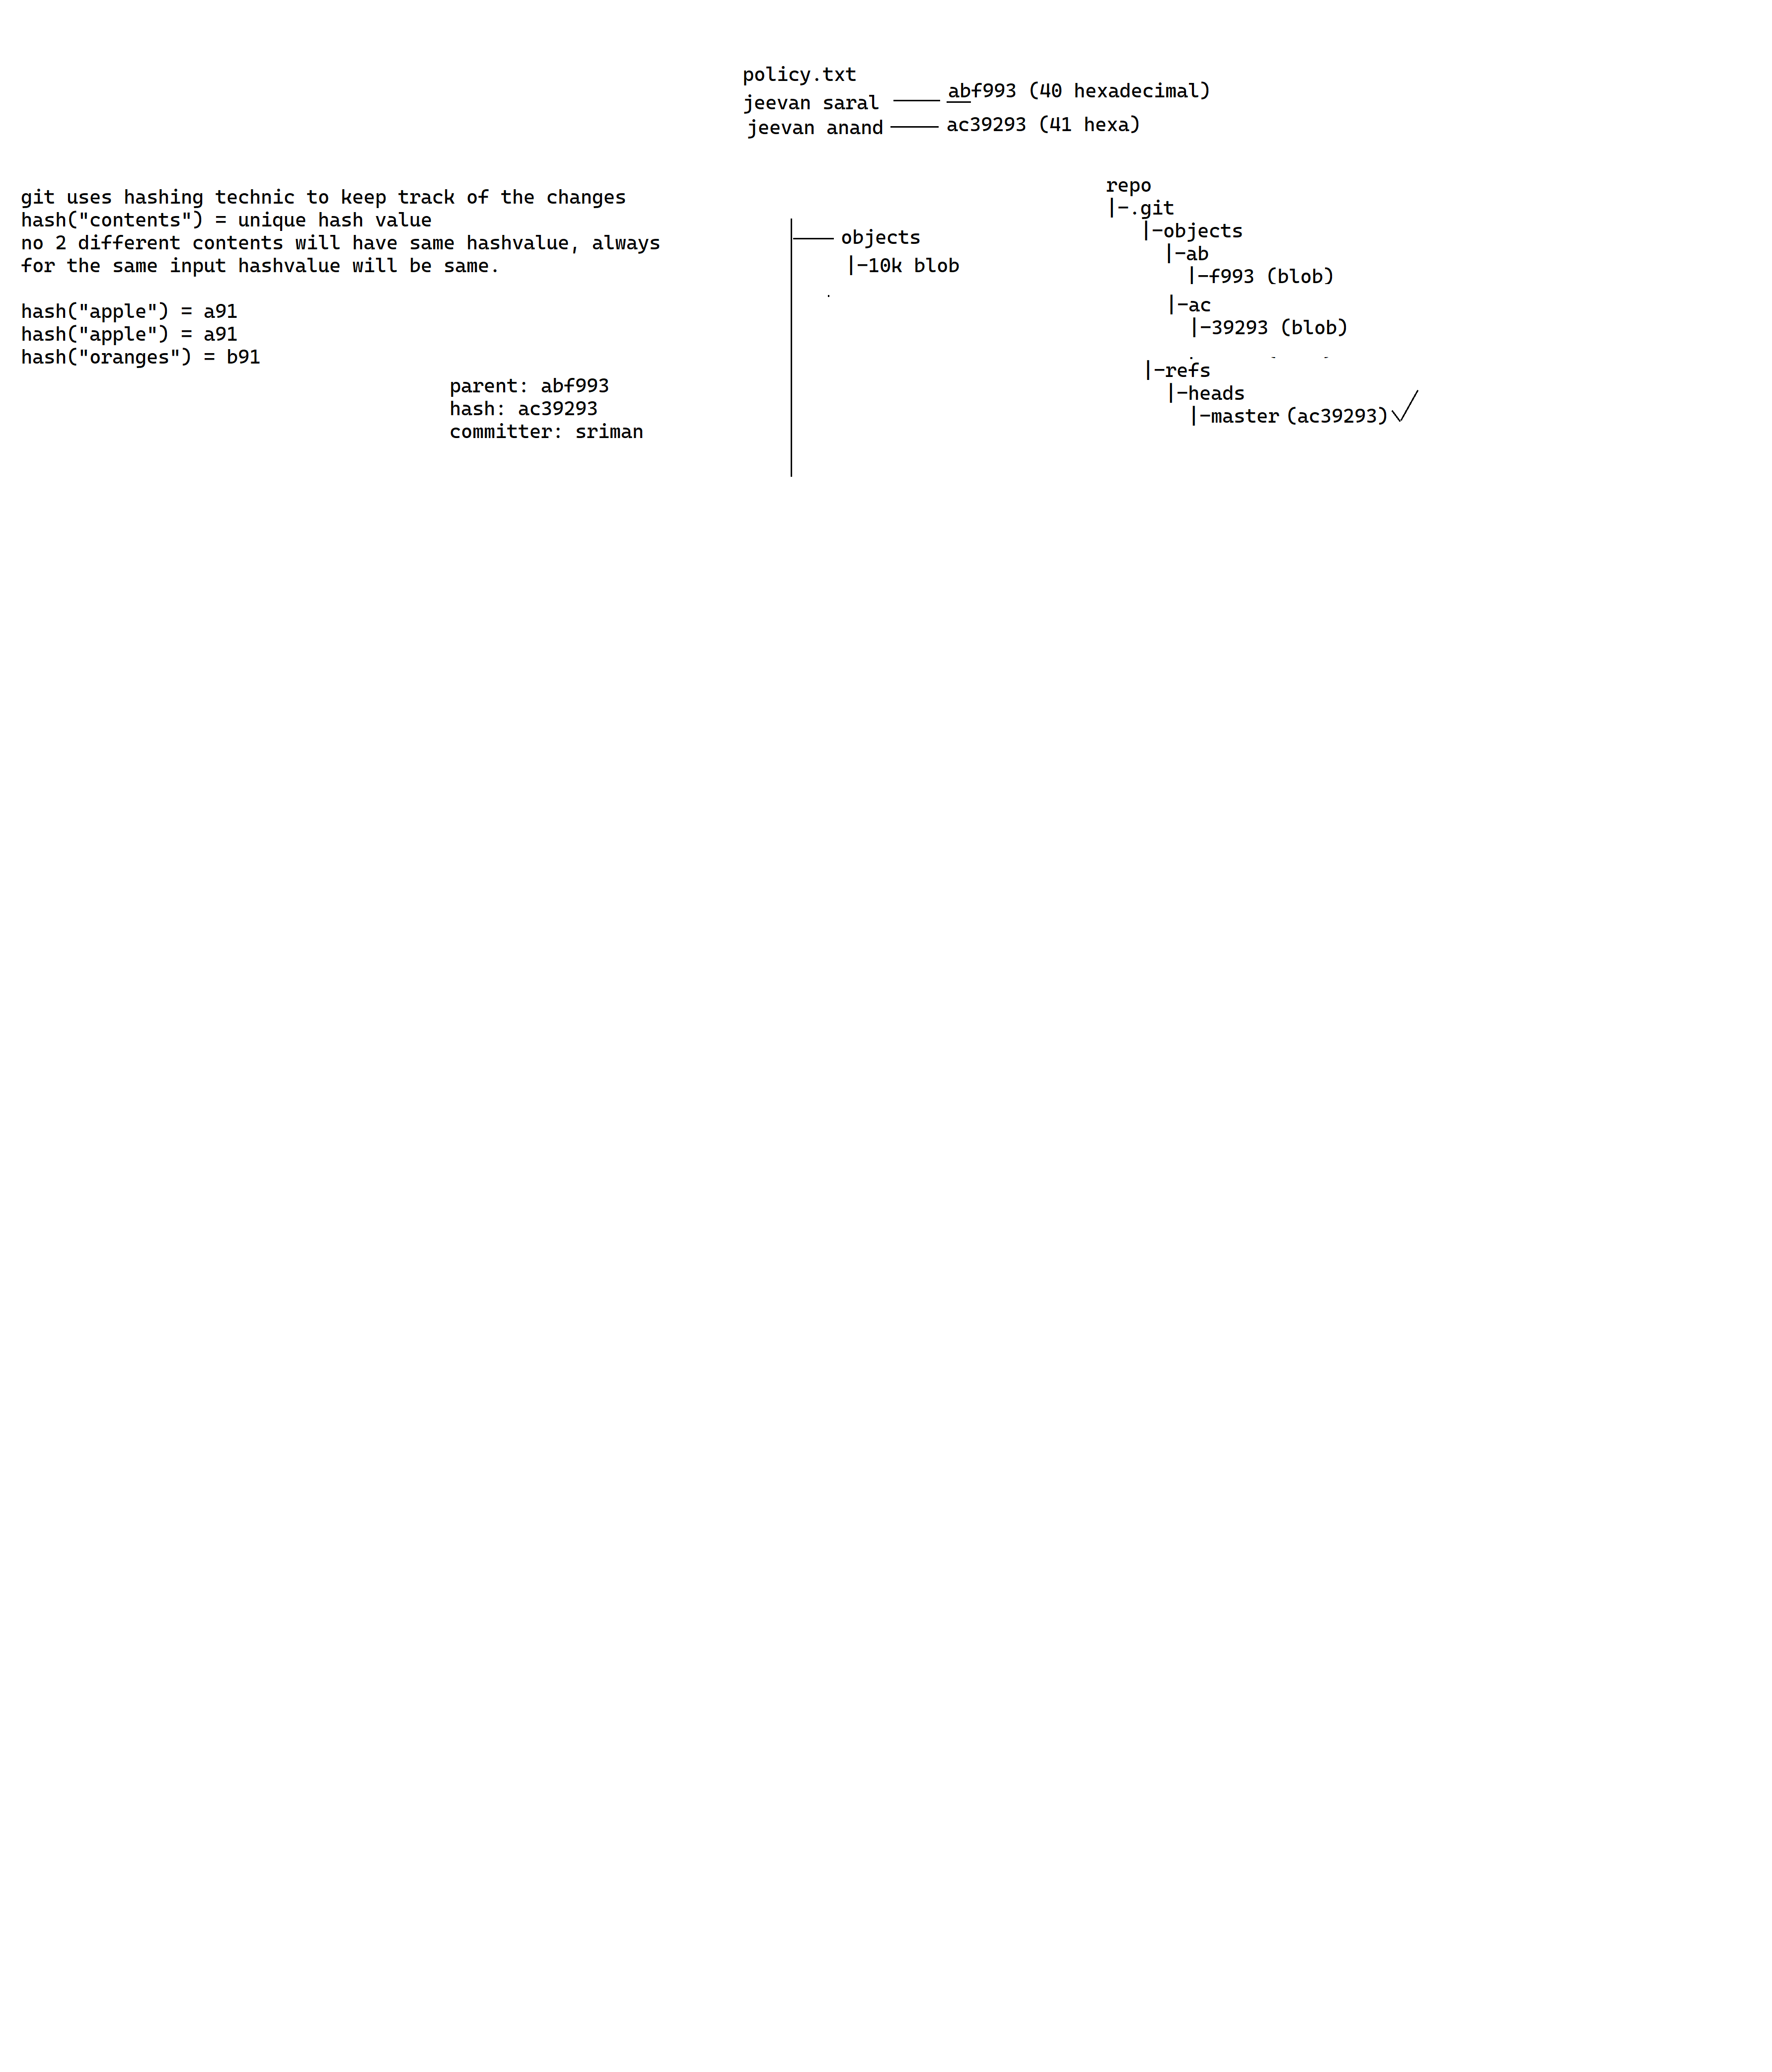 policy.txt
jeevan saral abf993 (40 hexadecimal)
jeevan anand ac39293 (41 hexa)
git uses hashing technic to keep track of the changes
hash("contents") = unique hash value
no 2 different contents will have same hashvalue, always
for the same input hashvalue will be same.
hash("apple") = a91
hash("apple") = a91
hash("oranges") = b91
parent: abf993
hash: ac39293
committer: sriman
objects
|-10k blob
repo
|-.git
|-objects
|-ab
|-f993 (blob)
|-ac
|-39293 (blob)
|-refs
|-heads
|-master (ac39293)